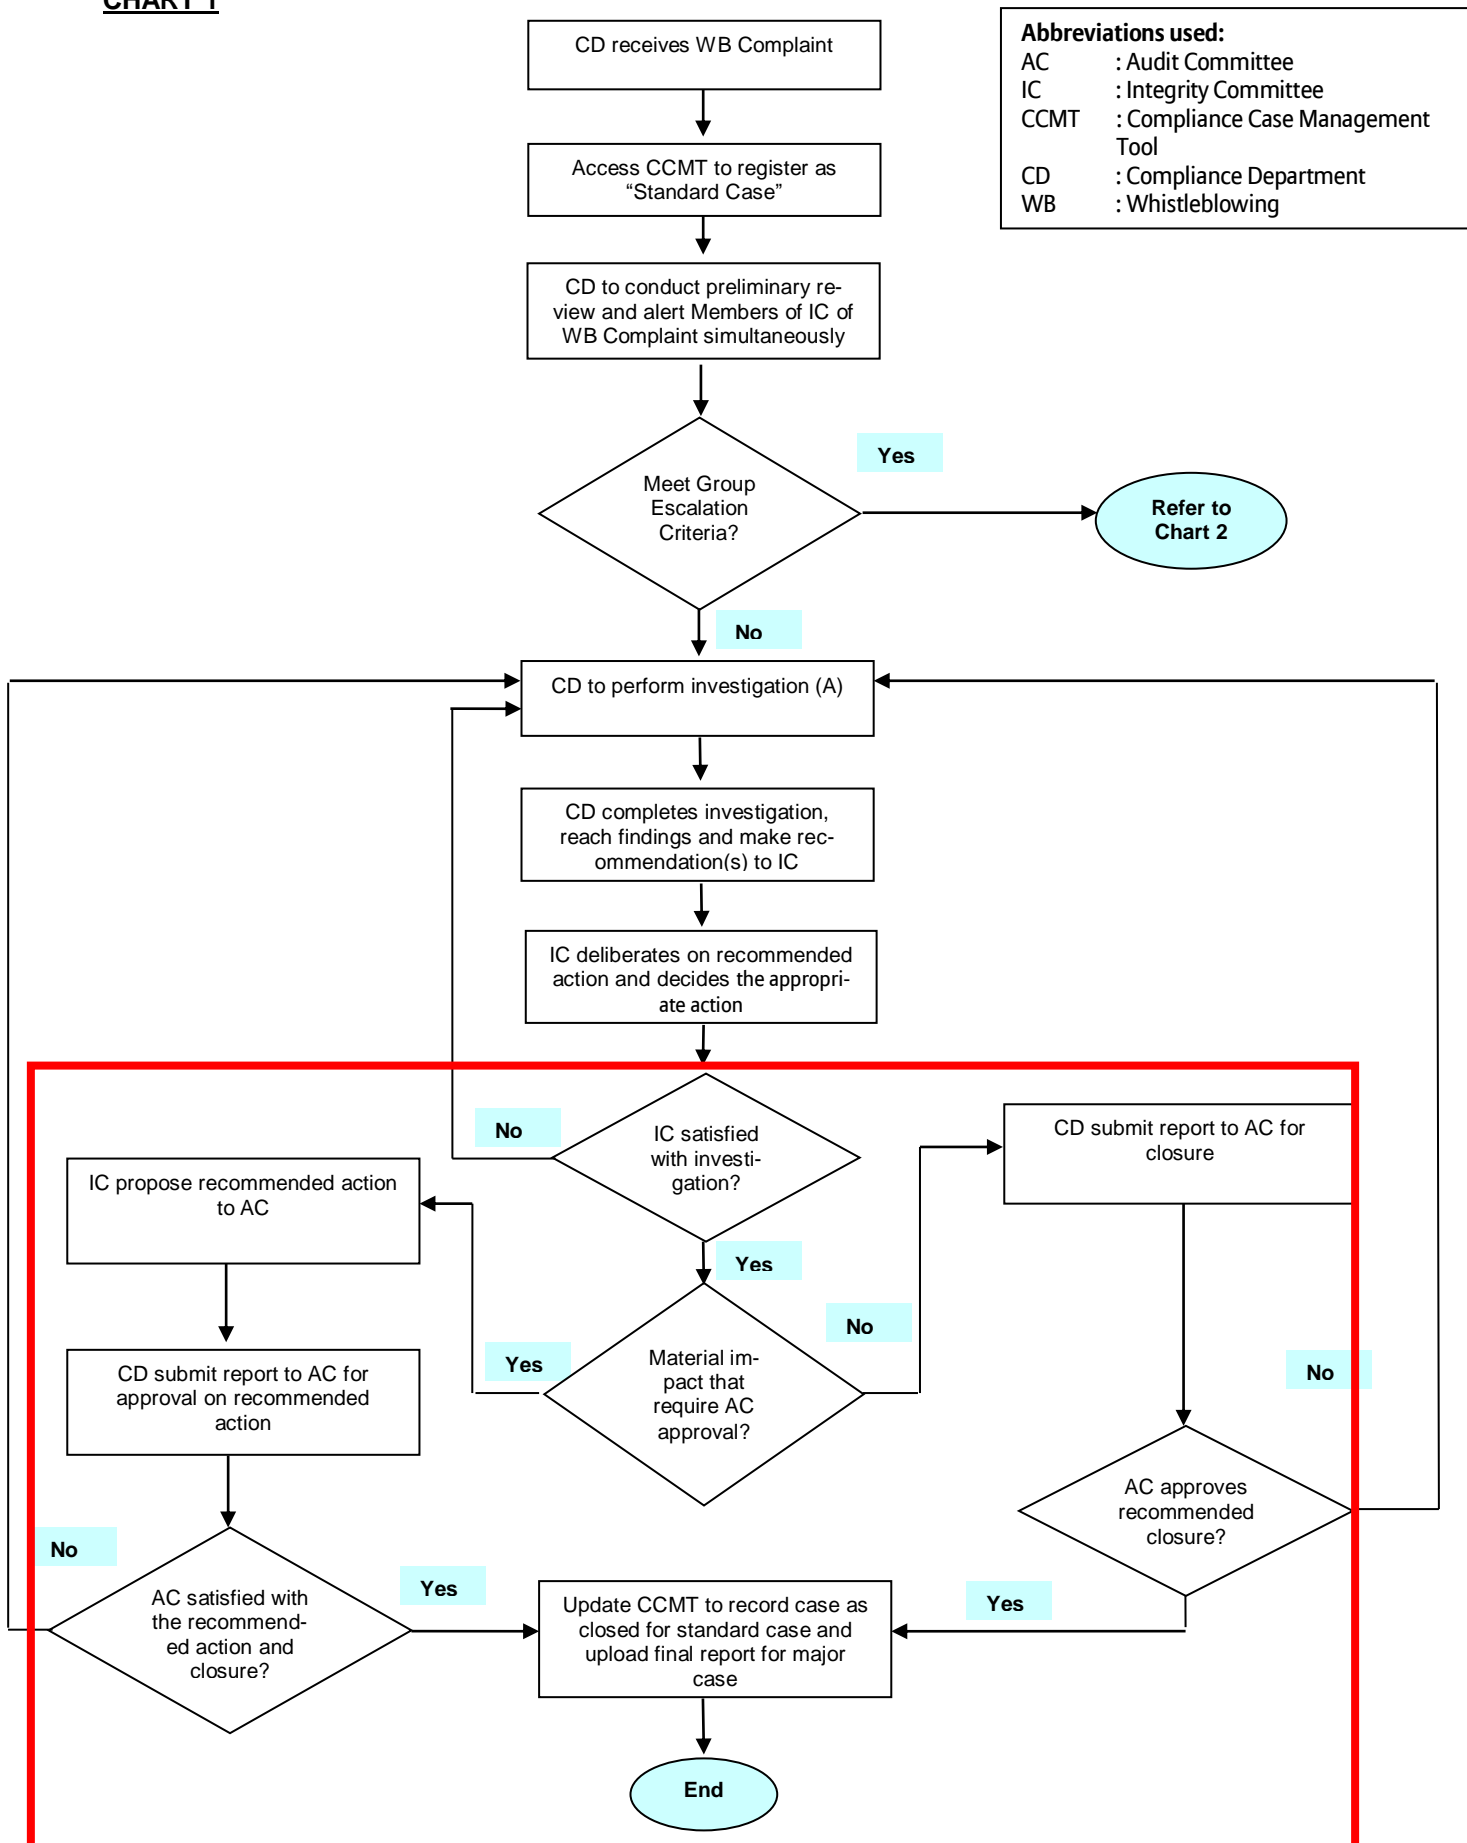 CHART 1
CD receives WB Complaint
Abbreviations used:
AC : Audit Committee
IC : Integrity Committee
CCMT : Compliance Case Management
Tool
CD : Compliance Department
WB : Whistleblowing
Access CCMT to register as
“Standard Case”
CD to conduct preliminary re-
view and alert Members of IC of
WB Complaint simultaneously
Yes
Meet Group
Escalation
Criteria?
Refer to
Chart 2
No
CD to perform investigation (A)
CD completes investigation,
reach findings and make rec-
ommendation(s) to IC
IC deliberates on recommended
action and decides the appropri-
ate action
No
IC satisfied
with investi-
gation?
CD submit report to AC for
closure
IC propose recommended action
to AC
Yes
No
Yes
Material im-
pact that
require AC
approval?
No
CD submit report to AC for
approval on recommended
action
AC approves
recommended
closure?
No
AC satisfied with
the recommend-
ed action and
closure?
Yes
Update CCMT to record case as
closed for standard case and
upload final report for major
case
Yes
End